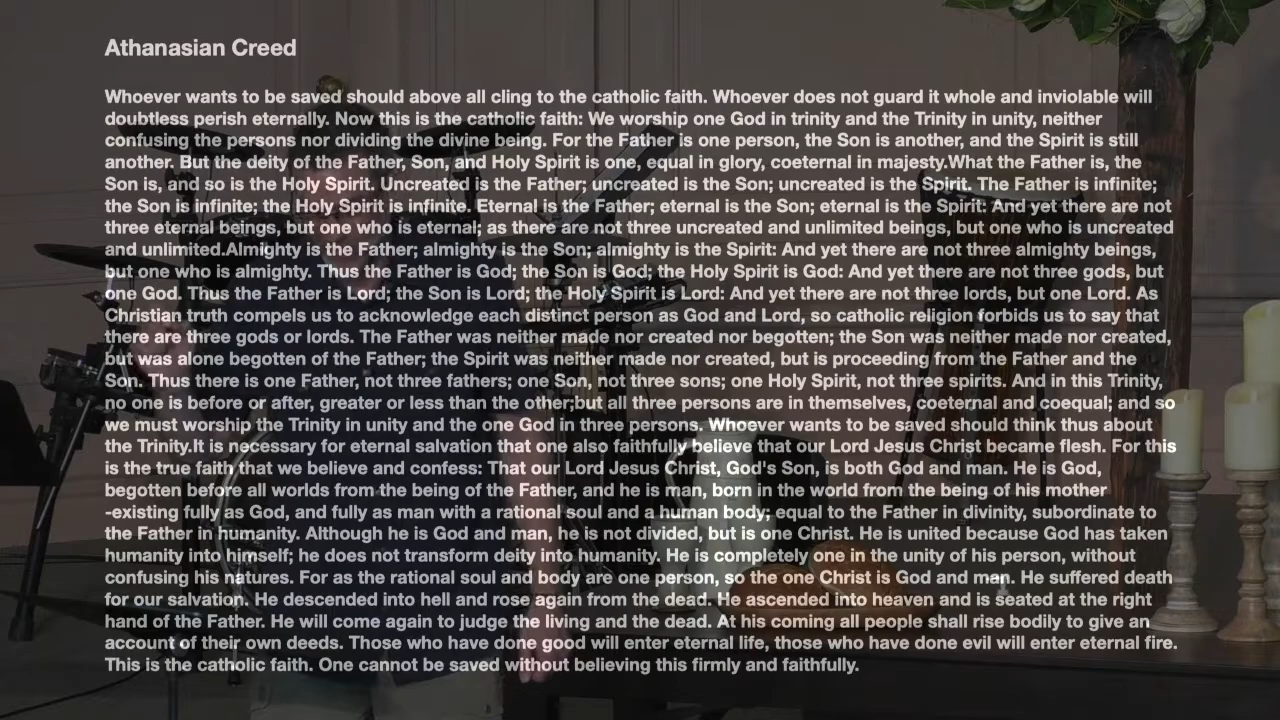 Athanasian Creed
Whoever wants to be saved should above all cling to the catholic faith. Whoever does not guard it whole and inviolable will
doubtless perish eternally. Now this is the catholic faith: We worship one God in trinity and the Trinity in unity, neither
confusing the persons nor dividing the divine being. For the Father is one person, the Son is another, and the Spirit is still
another. But the deity of the Father, Son, and Holy Spirit is one, equal in glory, coeternal in majesty.What the Father is, the
Son is, and so is the Holy Spirit. Uncreated is the Father; uncreated is the Son; uncreated is the Spirit. The Father is infinite;
the Son is infinite; the Holy Spirit is infinite. Eternal is the Father; eternal is the Son; eternal is the Spirit: And yet there are not
three eternal beings, but one who is eternal; as there are not three uncreated and unlimited beings, but one who is uncreated
and unlimited.Almighty is the Father; almighty is the Son; almighty is the Spirit: And yet there are not three almighty beings,
but one who is almighty. Thus the Father is God; the Son is God; the Holy Spirit is God: And yet there are not three gods, but
one God. Thus the Father is Lord; the Son is Lord; the Holy Spirit is Lord: And yet there are not three lords, but one Lord. As
Christian truth compels us to acknowledge each distinct person as God and Lord, so catholic religion forbids us to say that
there are three gods or lords. The Father was neither made nor created nor begotten; the Son was neither made nor created,
but was alone begotten of the Father; the Spirit was neither made nor created, but is proceeding from the Father and the
Son. Thus there is one Father, not three fathers; one Son, not three sons; one Holy Spirit, not three spirits. And in this Trinity,
no one is before or after, greater or less than the other;but all three persons are in themselves, coeternal and coequal; and so
we must worship the Trinity in unity and the one God in three persons. Whoever wants to be saved should think thus about
the Trinity.It is necessary for eternal salvation that one also faithfully believe that our Lord Jesus Christ became flesh. For this
is the true faith that we believe and confess: That our Lord Jesus Christ, God's Son, is both God and man. He is God,
begotten before all worlds from the being of the Father, and he is man, born in the world from the being of his mother
-existing fully as God, and fully as man with a rational soul and a human body; equal to the Father in divinity, subordinate to
the Father in humanity. Although he is God and man, he is not divided, but is one Christ. He is united because God has taken
humanity into himself; he does not transform deity into humanity. He is completely one in the unity of his person, without
confusing his natures. For as the rational soul and body are one person, so the one Christ is God and man. He suffered death
for our salvation. He descended into hell and rose again from the dead. He ascended into heaven and is seated at the right
hand of the Father. He will come again to judge the living and the dead. At his coming all people shall rise bodily to give an
account of their own deeds. Those who have done good will enter eternal life, those who have done evil will enter eternal fire.
This is the catholic faith. One cannot be saved without believing this firmly and faithfully.